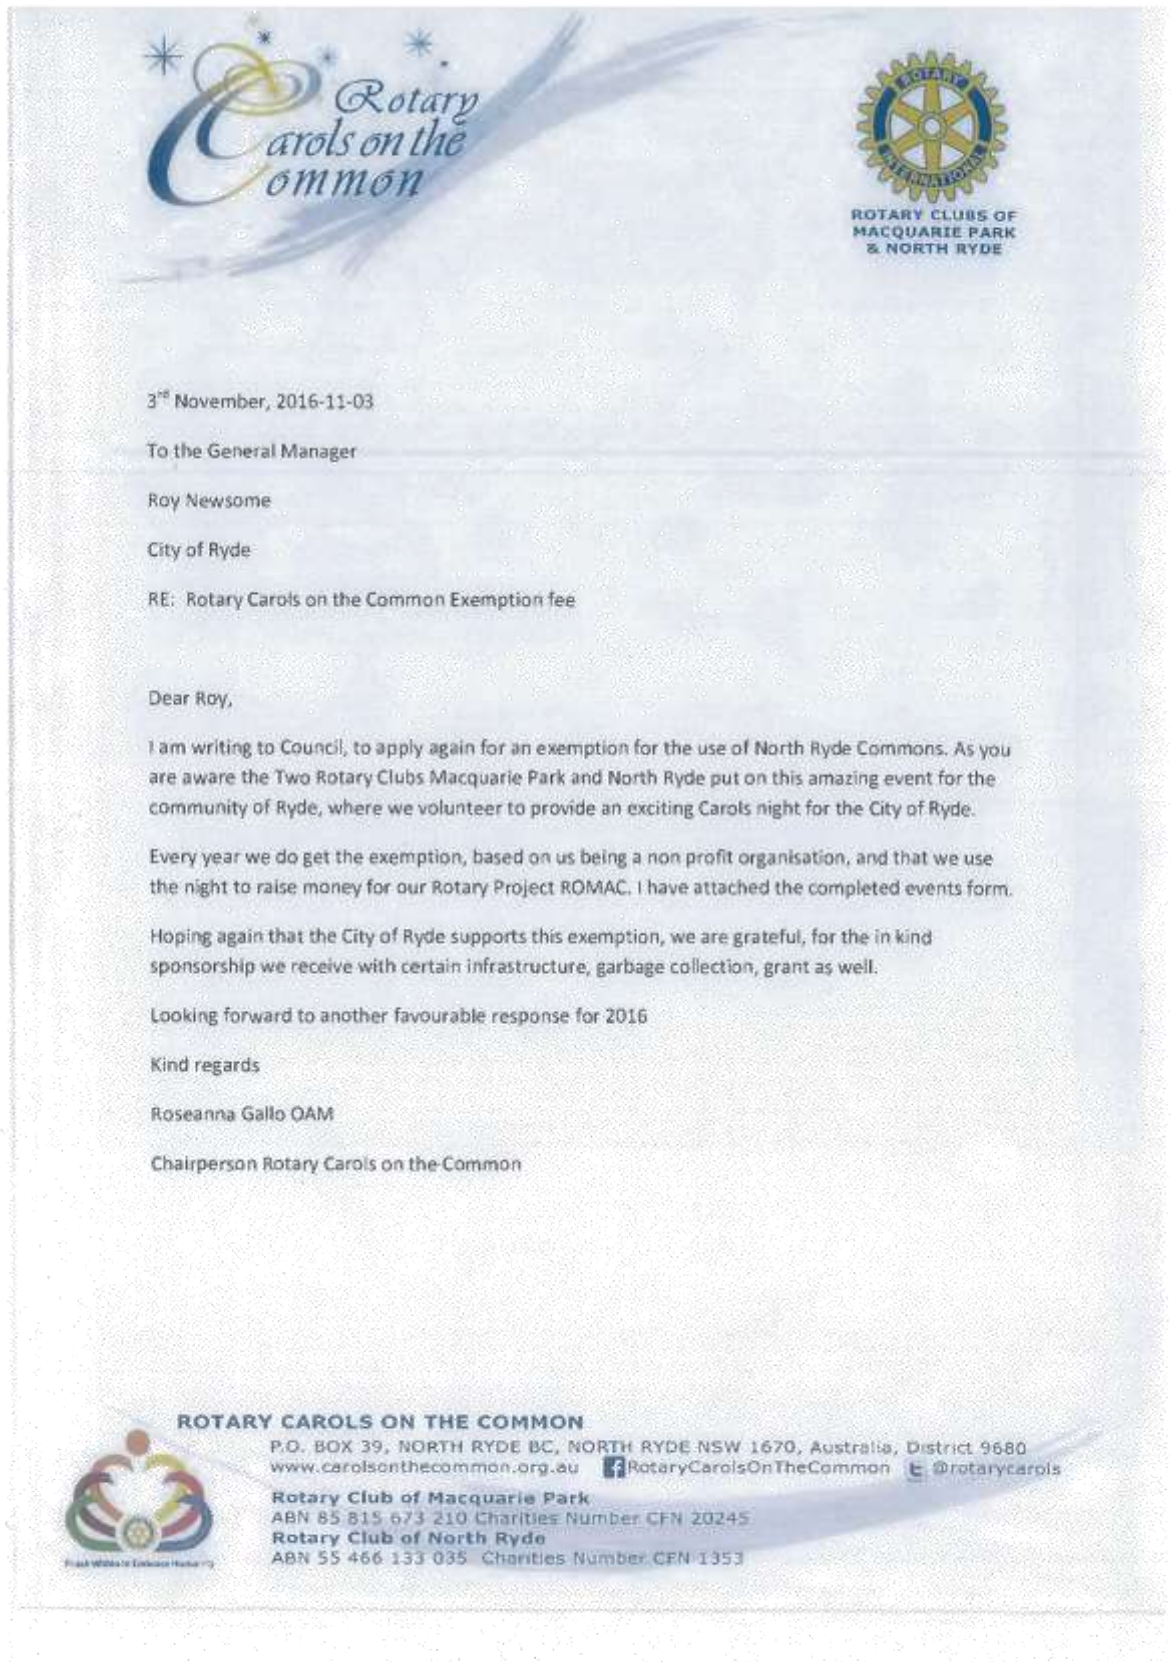 Rotary
Carols on the
Common
ROTARY
INTERNATIONAL
ROTARY CLUBS OF
MACQUARIE PARK
& NORTH RYDE
3rd November, 2016-11-03
To the General Manager
Roy Newsome
City of Ryde
RE: Rotary Carols on the Common Exemption fee
Dear Roy,
I am writing to Council, to apply again for an exemption for the use of North Ryde Commons. As you
are aware the Two Rotary Clubs Macquarie Park and North Ryde put on this amazing event for the
community of Ryde, where we volunteer to provide an exciting Carols night for the City of Ryde.
Every year we do get the exemption, based on us being a non profit organisation, and that we use
the night to raise money for our Rotary Project ROMAC. I have attached the completed events form.
Hoping again that the City of Ryde supports this exemption, we are grateful, for the in kind
sponsorship we receive with certain infrastructure, garbage collection, grant as well.
Looking forward to another favourable response for 2016
Kind regards
Roseanna Gallo OAM
Chairperson Rotary Carols on the Common
ROTARY CAROLS ON THE COMMON
P.O. BOX 39, NORTH RYDE BC, NORTH RYDE NSW 1670, Australia, District 9680
www.carolsonthecommon.org.au RotaryCarolsOnTheCommon @rotarycarols
Rotary Club of Macquarie Park
ABN 85 815 673 210 Charities Number CFN 20245
Rotary Club of North Ryde
ABN 55 466 133 035 Charities Number CFN 1353
Reach Within to Embrace Humanity